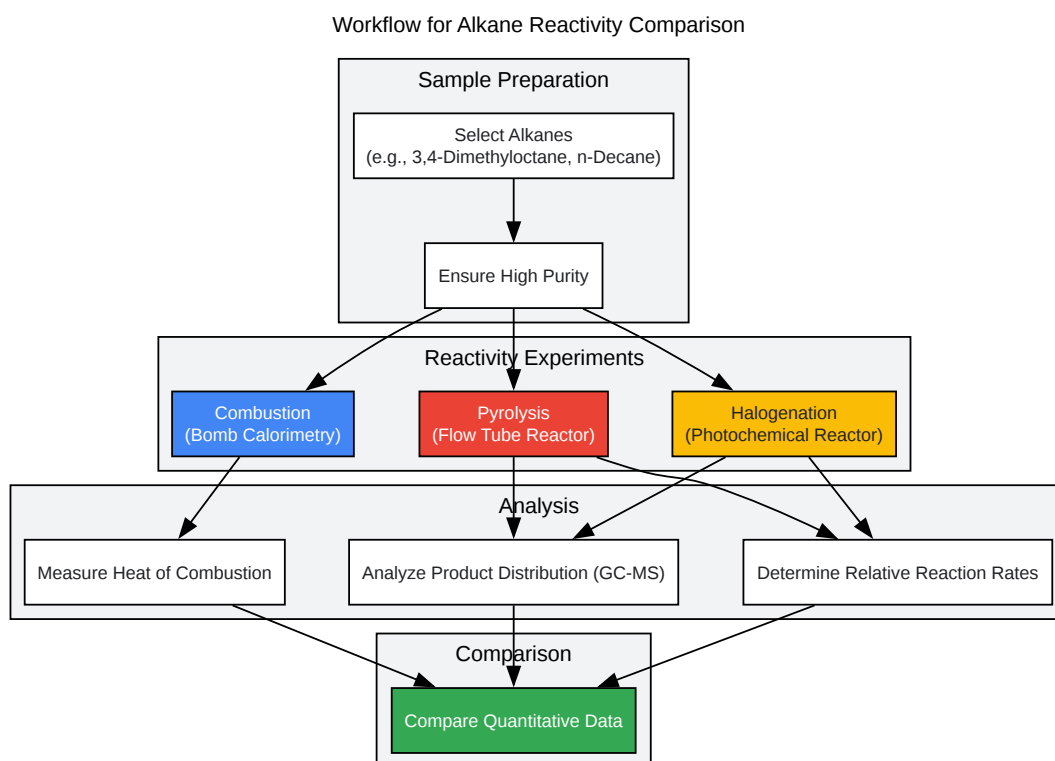 Workflow for Alkane Reactivity Comparison
Sample Preparation
Select Alkanes
(e.g., 3,4-Dimethyloctane, n-Decane)
Ensure High Purity
Reactivity Experiments
Combustion
(Bomb Calorimetry)
Pyrolysis
(Flow Tube Reactor)
Halogenation
(Photochemical Reactor)
Analysis
Measure Heat of Combustion
Analyze Product Distribution (GC-MS)
Determine Relative Reaction Rates
Comparison
Compare Quantitative Data